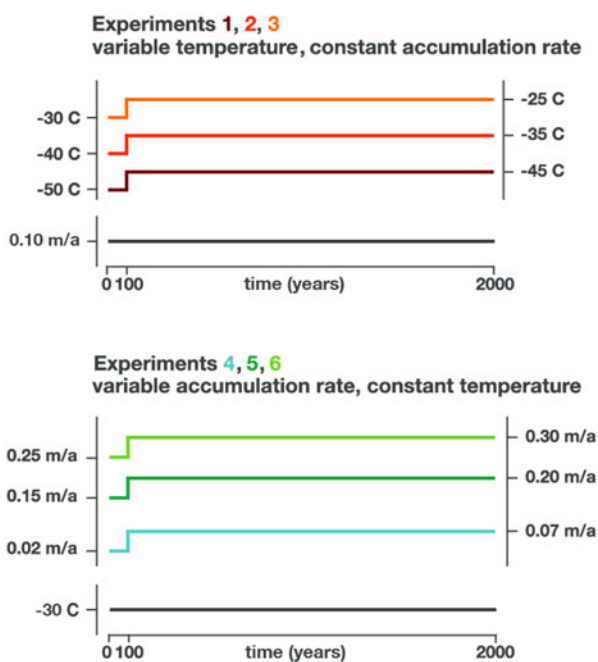 Experiments 1, 2, 3
variable temperature, constant accumulation rate
-25 C
-30 C
-35 C
-40 C
-45 C
-50 C
0.10 m/a
0 100 time (years) 2000
Experiments 4, 5, 6
variable accumulation rate, constant temperature
0.30 m/a
0.25 m/a
0.20 m/a
0.15 m/a
0.07 m/a
0.02 m/a
-30 C
0 100 time (years) 2000